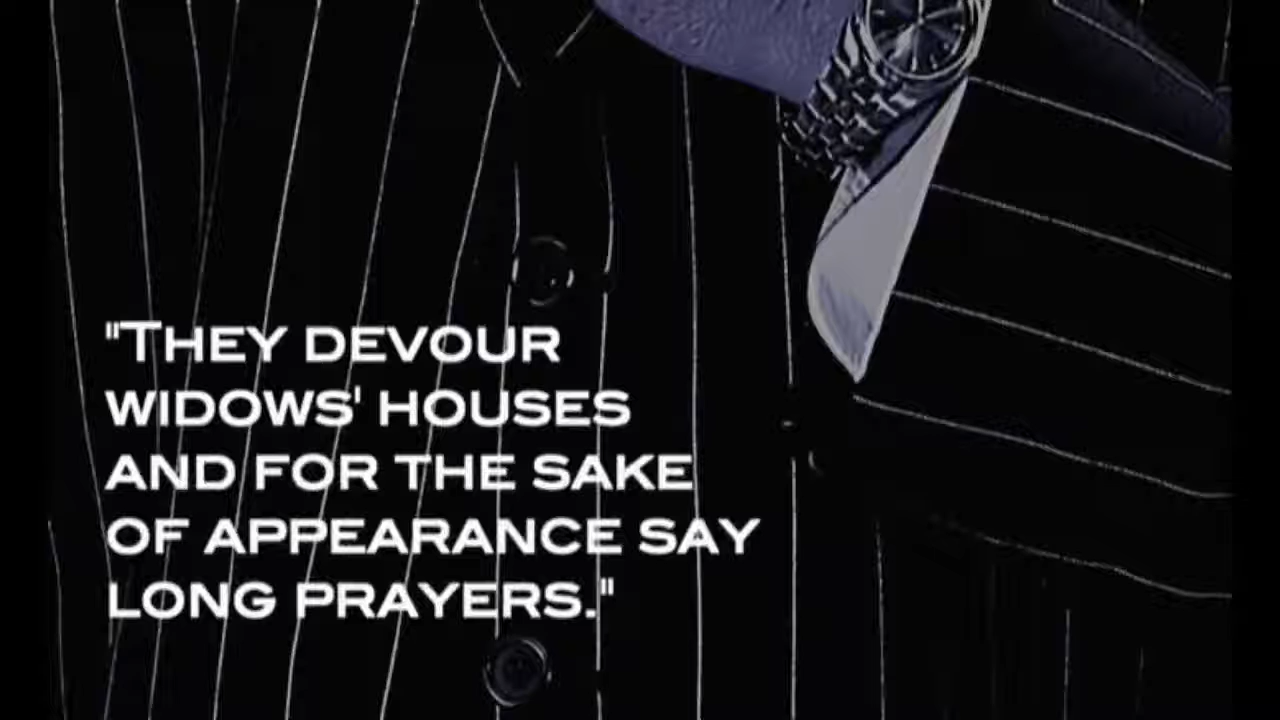 "They devour
widows' houses
and for the sake
of appearance say
long prayers."